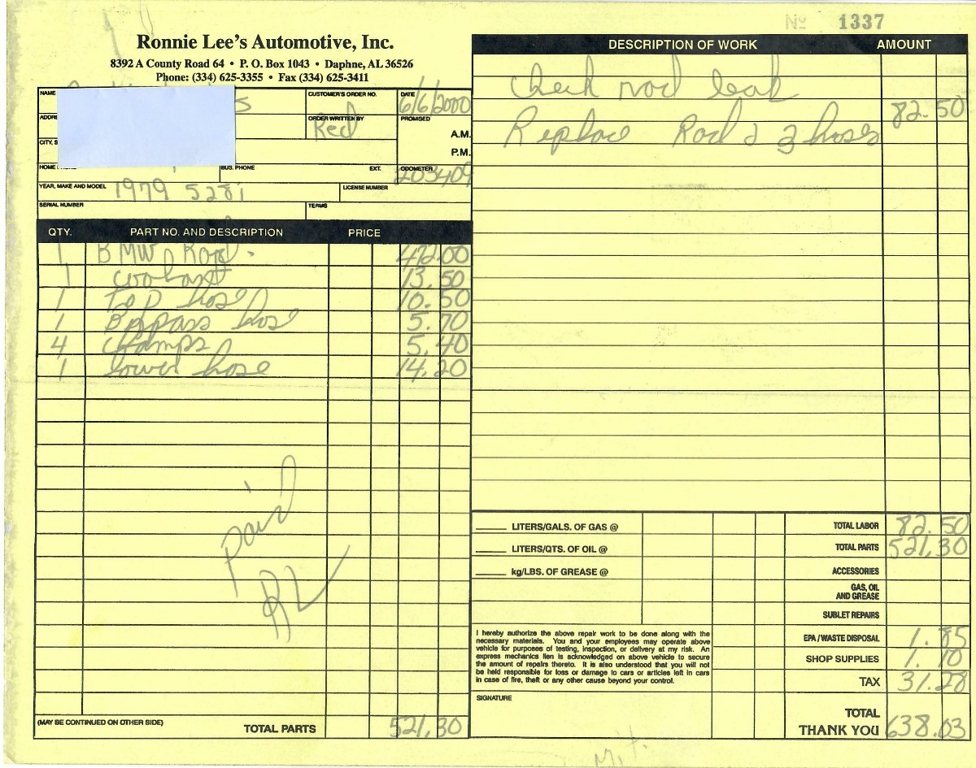 Nº 1337
Ronnie Lee's Automotive, Inc.
8392 A County Road 64 • P. O. Box 1043 • Daphne, AL 36526
Phone: (334) 625-3355 • Fax (334) 625-3411
NAME
CUSTOMER'S ORDER NO.
DATE 6/6/2000
ORDER WRITTEN BY Red
PROMISED
A.M.
P.M.
BUS. PHONE EXT.
ODOMETER 203409
YEAR, MAKE AND MODEL 1979 528i
LICENSE NUMBER
SERIAL NUMBER
TERMS
QTY. PART NO. AND DESCRIPTION PRICE
1 BMW Rad. 472.00
1 coolant 13.50
1 Top hose 10.50
1 Bypass hose 5.70
4 clamps 5.40
1 lower hose 14.20
paid
RL
(MAY BE CONTINUED ON OTHER SIDE) TOTAL PARTS 521.30
DESCRIPTION OF WORK AMOUNT
Check rad leak
82.50
Replace Rad & 3 hoses
LITERS/GALS. OF GAS @
LITERS/QTS. OF OIL @
kg/LBS. OF GREASE @
TOTAL LABOR 82.50
TOTAL PARTS 521.30
ACCESSORIES
GAS, OIL
AND GREASE
SUBLET REPAIRS
EPA / WASTE DISPOSAL 1.85
SHOP SUPPLIES 1.10
TAX 31.28
TOTAL
THANK YOU 638.03
I hereby authorize the above repair work to be done along with the
necessary materials. You and your employees may operate above
vehicle for purposes of testing, inspection, or delivery at my risk. An
express mechanics lien is acknowledged on above vehicle to secure
the amount of repairs thereto. It is also understood that you will not
be held responsible for loss or damage to cars or articles left in cars
in case of fire, theft or any other cause beyond your control.
SIGNATURE